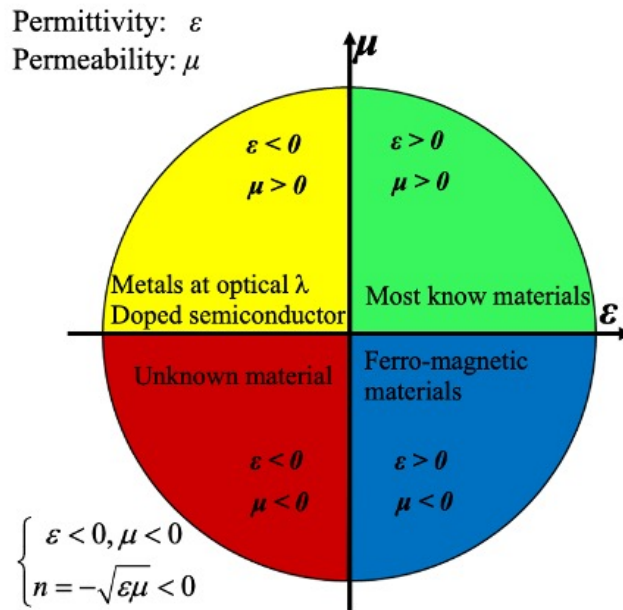 Permittivity: ε
Permeability: μ
μ
ε < 0
μ > 0
ε > 0
μ > 0
Metals at optical λ
Doped semiconductor
Most know materials
ε
Unknown material
Ferro-magnetic
materials
ε < 0
μ < 0
ε > 0
μ < 0
ε < 0, μ < 0
n = -√εμ < 0